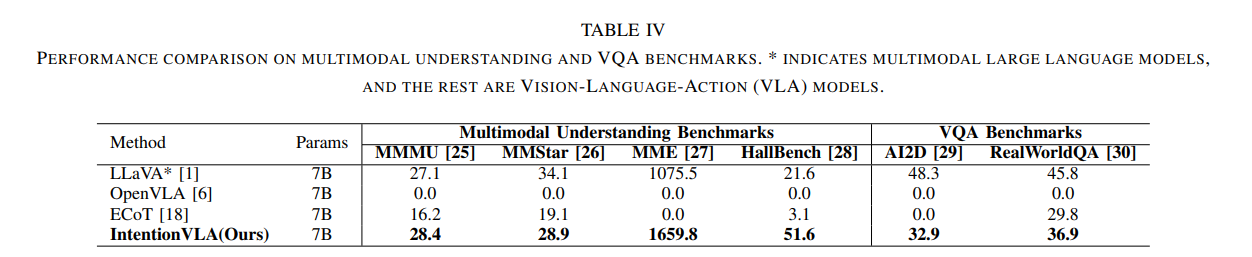 TABLE IV
PERFORMANCE COMPARISON ON MULTIMODAL UNDERSTANDING AND VQA BENCHMARKS. * INDICATES MULTIMODAL LARGE LANGUAGE MODELS,
AND THE REST ARE VISION-LANGUAGE-ACTION (VLA) MODELS.
Method Params Multimodal Understanding Benchmarks VQA Benchmarks
MMMU [25] MMStar [26] MME [27] HallBench [28] AI2D [29] RealWorldQA [30]
LLaVA* [1] 7B 27.1 34.1 1075.5 21.6 48.3 45.8
OpenVLA [6] 7B 0.0 0.0 0.0 0.0 0.0 0.0
ECoT [18] 7B 16.2 19.1 0.0 3.1 0.0 29.8
IntentionVLA(Ours) 7B 28.4 28.9 1659.8 51.6 32.9 36.9